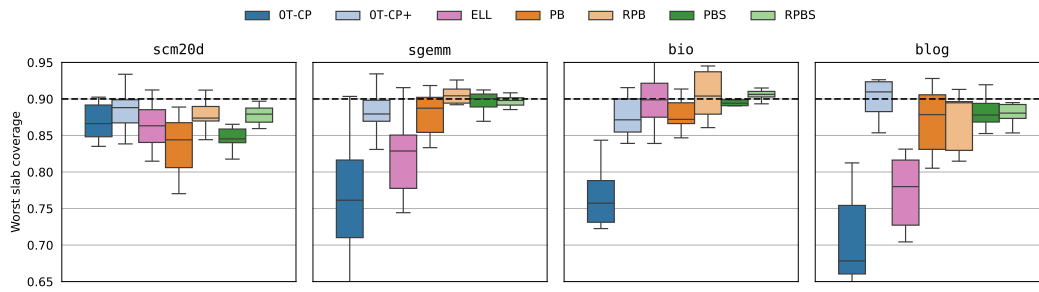 OT-CP OT-CP+ ELL PB RPB PBS RPBS
scm20d sgemm bio blog
Worst slab coverage
0.95
0.90
0.85
0.80
0.75
0.70
0.65